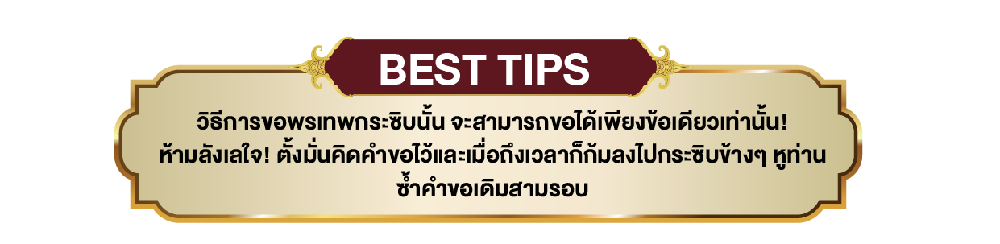 BEST TIPS
วิธีการขอพรเทพกระซิบนั้น จะสามารถขอได้เพียงข้อเดียวเท่านั้น!
ห้ามลังเลใจ! ตั้งมั่นคิดคำขอไว้และเมื่อถึงเวลาก็ก้มลงไปกระซิบข้างๆ หูท่าน
ซ้ำคำขอเดิมสามรอบ